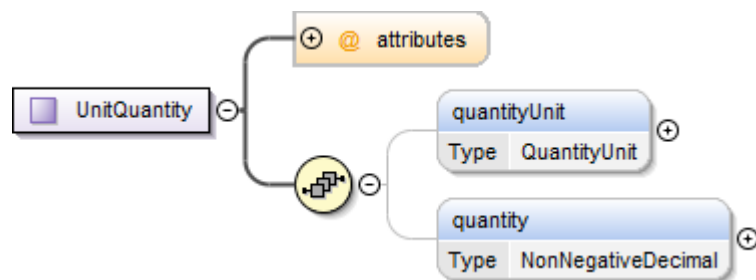 @ attributes
UnitQuantity
quantityUnit
Type QuantityUnit
quantity
Type NonNegativeDecimal